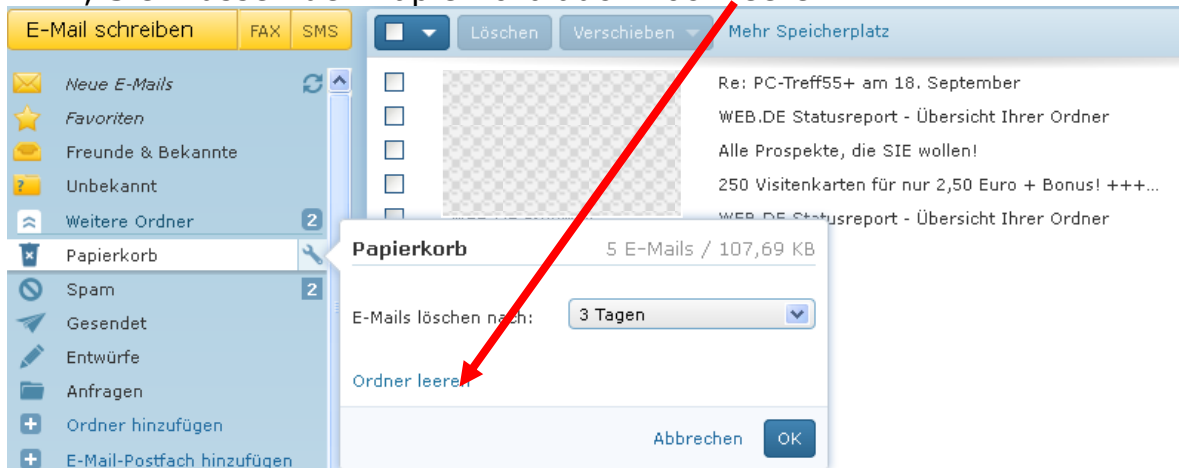 E-Mail schreiben FAX SMS
Löschen Verschieben Mehr Speicherplatz
Neue E-Mails
Favoriten
Freunde & Bekannte
Unbekannt
Weitere Ordner 2
Papierkorb
Spam 2
Gesendet
Entwürfe
Anfragen
Ordner hinzufügen
E-Mail-Postfach hinzufügen
Re: PC-Treff55+ am 18. September
WEB.DE Statusreport - Übersicht Ihrer Ordner
Alle Prospekte, die SIE wollen!
250 Visitenkarten für nur 2,50 Euro + Bonus! +++...
WEB.DE Statusreport - Übersicht Ihrer Ordner
Papierkorb 5 E-Mails / 107,69 KB
E-Mails löschen nach: 3 Tagen
Ordner leeren
Abbrechen OK